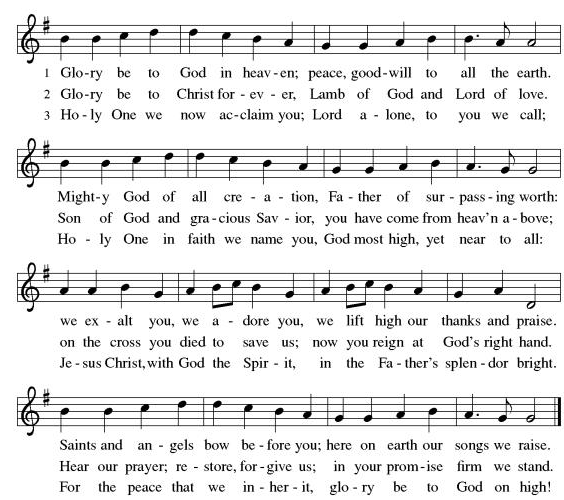 1 Glo-ry be to God in heav-en; peace, good-will to all the earth.
2 Glo-ry be to Christ for-ev-er, Lamb of God and Lord of love.
3 Ho-ly One we now ac-claim you; Lord a-lone, to you we call;
Might-y God of all cre-a-tion, Fa-ther of sur-pass-ing worth:
Son of God and gra-cious Sav-ior, you have come from heav'n a-bove;
Ho-ly One in faith we name you, God most high, yet near to all:
we ex-alt you, we a-dore you, we lift high our thanks and praise.
on the cross you died to save us; now you reign at God's right hand.
Je-sus Christ, with God the Spir-it, in the Fa-ther's splen-dor bright.
Saints and an-gels bow be-fore you; here on earth our songs we raise.
Hear our prayer; re-store, for-give us; in your prom-ise firm we stand.
For the peace that we in-her-it, glo-ry be to God on high!